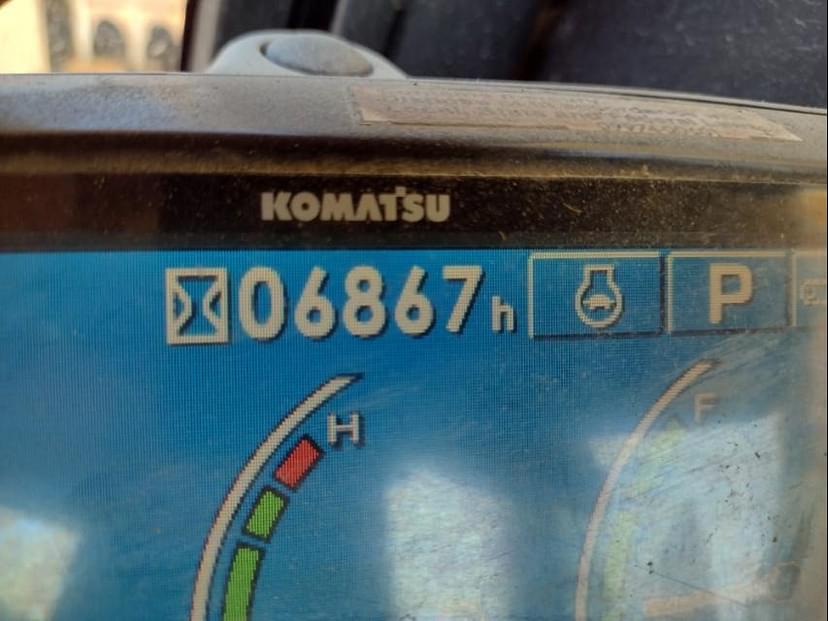 KOMATSU
06867h P
H F